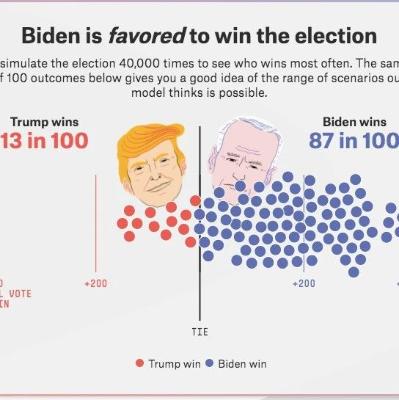 Biden is favored to win the election
simulate the election 40,000 times to see who wins most often. The sam
f 100 outcomes below gives you a good idea of the range of scenarios ou
model thinks is possible.
Trump wins
13 in 100
Biden wins
87 in 100
+200
+200
L VOTE
IN
TIE
Trump win
Biden win